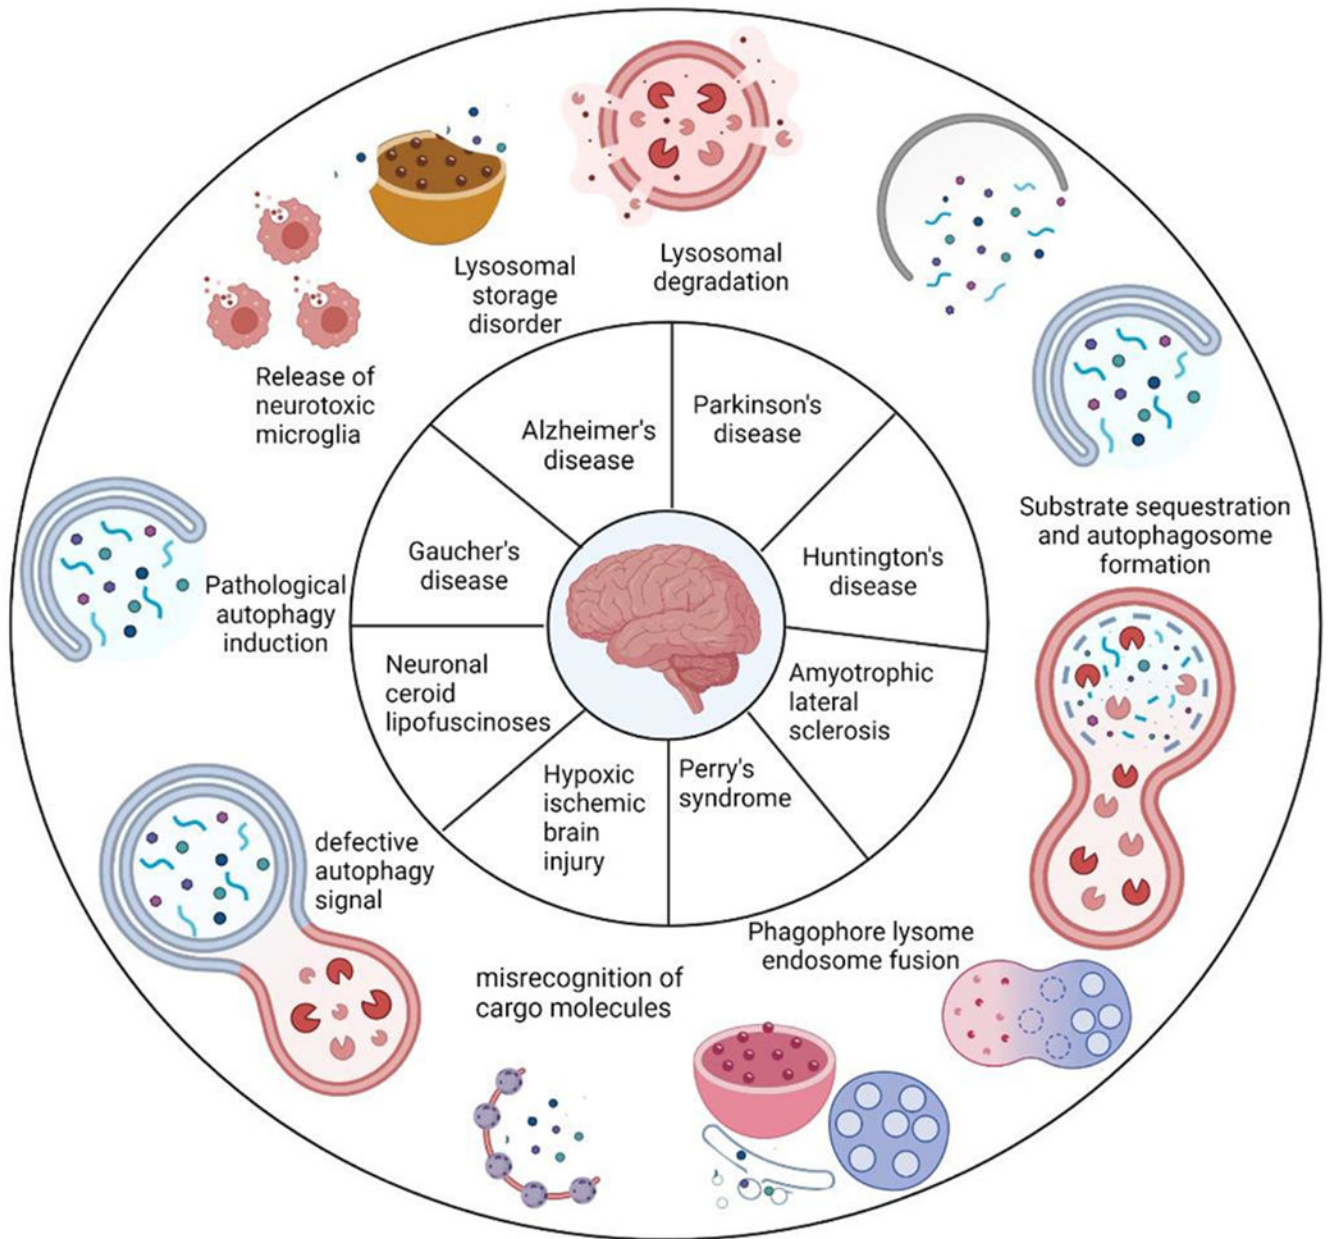 Lysosomal
degradation
Lysosomal
storage
disorder
Release of
neurotoxic
microglia
Pathological
autophagy
induction
defective
autophagy
signal
misrecognition of
cargo molecules
Phagophore lysome
endosome fusion
Substrate sequestration
and autophagosome
formation
Alzheimer's
disease
Parkinson's
disease
Huntington's
disease
Amyotrophic
lateral
sclerosis
Perry's
syndrome
Hypoxic
ischemic
brain
injury
Neuronal
ceroid
lipofuscinoses
Gaucher's
disease